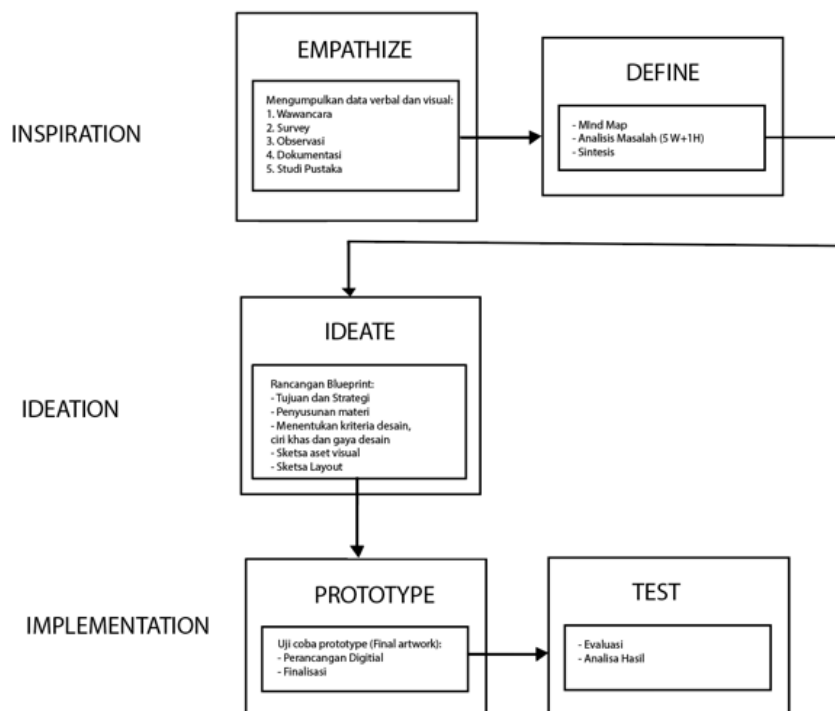 INSPIRATION
EMPATHIZE
Mengumpulkan data verbal dan visual:
1. Wawancara
2. Survey
3. Observasi
4. Dokumentasi
5. Studi Pustaka
DEFINE
- MInd Map
- Analisis Masalah (5 W+1H)
- Sintesis
IDEATION
IDEATE
Rancangan Blueprint:
- Tujuan dan Strategi
- Penyusunan materi
- Menentukan kriteria desain,
ciri khas dan gaya desain
- Sketsa aset visual
- Sketsa Layout
IMPLEMENTATION
PROTOTYPE
Uji coba prototype (Final artwork):
- Perancangan Digitial
- Finalisasi
TEST
- Evaluasi
- Analisa Hasil